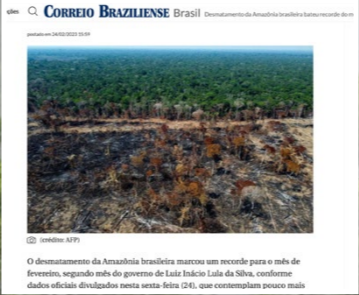 ções CORREIO BRAZILIENSE Brasil Desmatamento da Amazônia brasileira bateu recorde do m
postado em 24/02/2023 15:59
(crédito: AFP)
O desmatamento da Amazônia brasileira marcou um recorde para o mês de
fevereiro, segundo mês do governo de Luiz Inácio Lula da Silva, conforme
dados oficiais divulgados nesta sexta-feira (24), que contemplam pouco mais